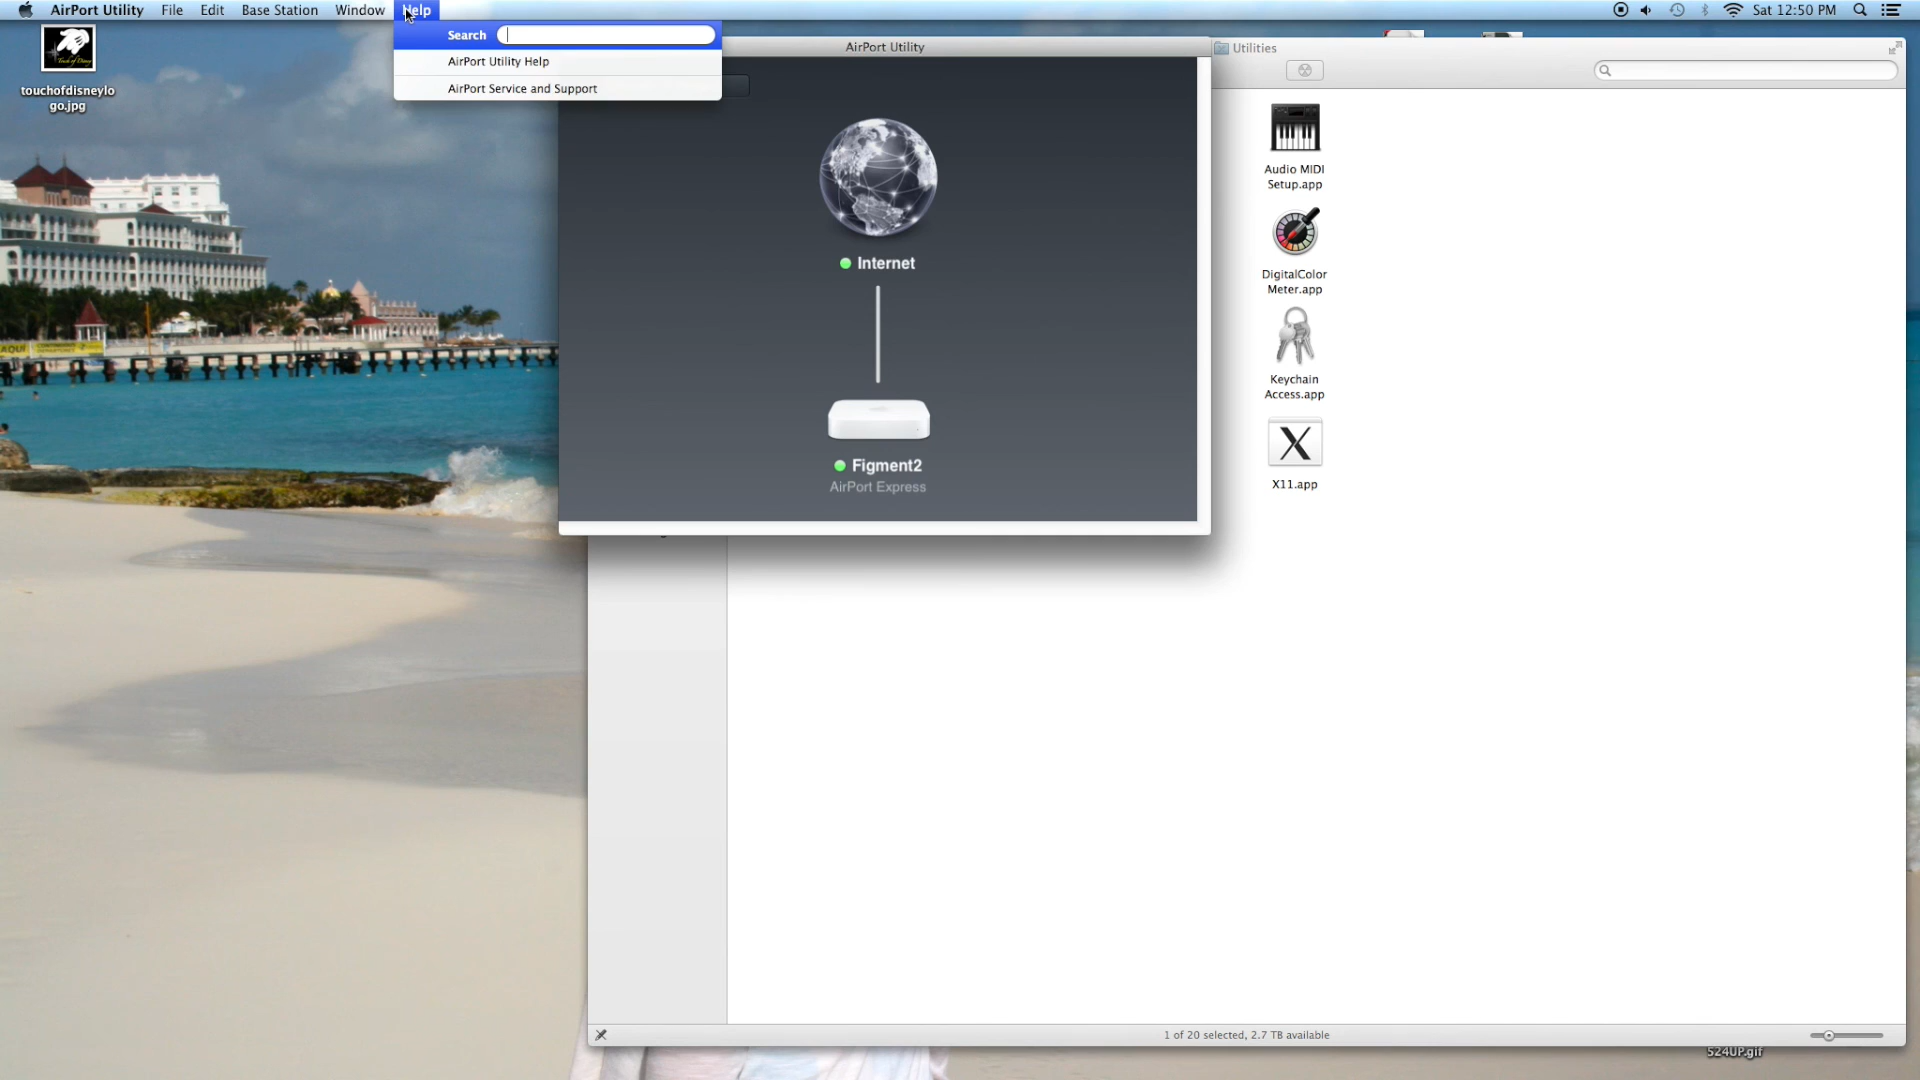 AirPort Utility File Edit Base Station Window Help
Sat 12:50 PM
Search
AirPort Utility Help
AirPort Service and Support
touchofdisneylo
go.jpg
AirPort Utility
Internet
Figment2
AirPort Express
Utilities
Audio MIDI
Setup.app
DigitalColor
Meter.app
Keychain
Access.app
X11.app
1 of 20 selected, 2.7 TB available
524UP.gif